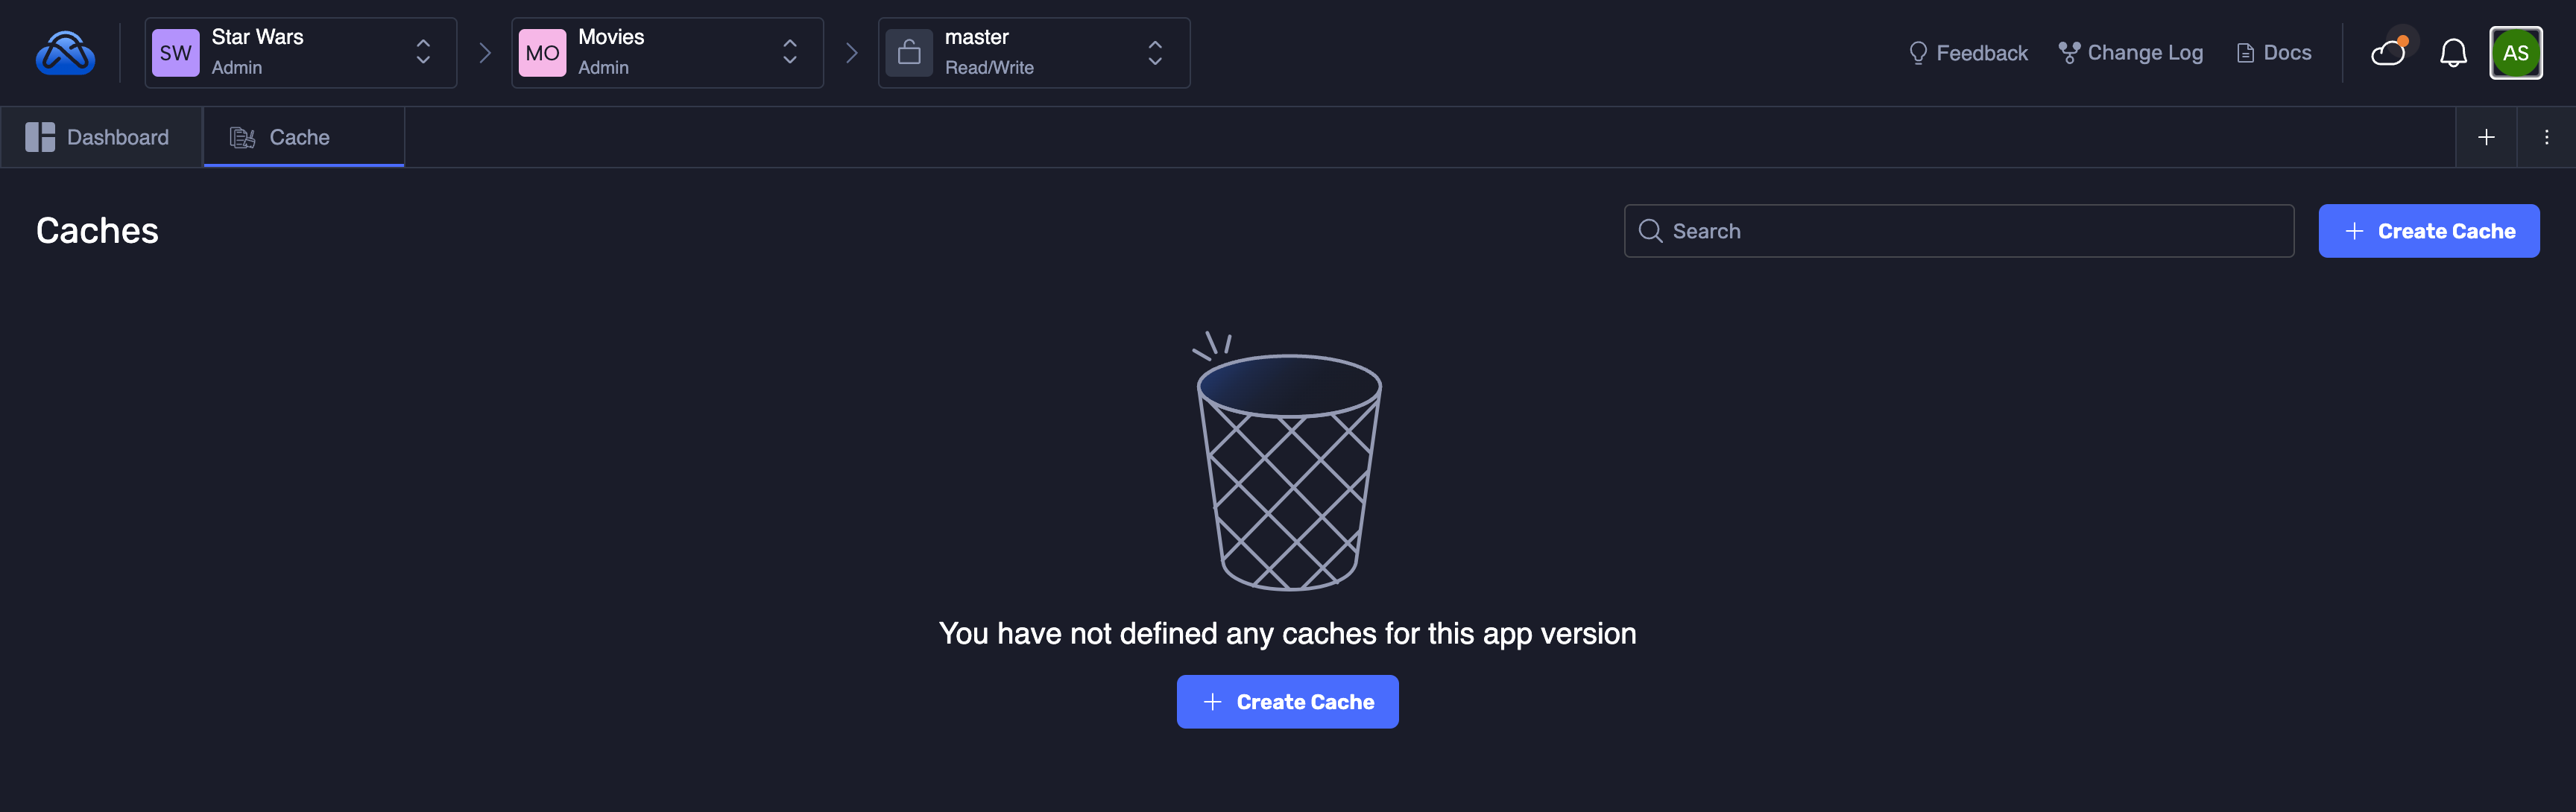 SW
Star Wars
Admin
MO
Movies
Admin
master
Read/Write
Feedback
Change Log
Docs
AS
Dashboard
Cache
Caches
Search
Create Cache
You have not defined any caches for this app version
Create Cache